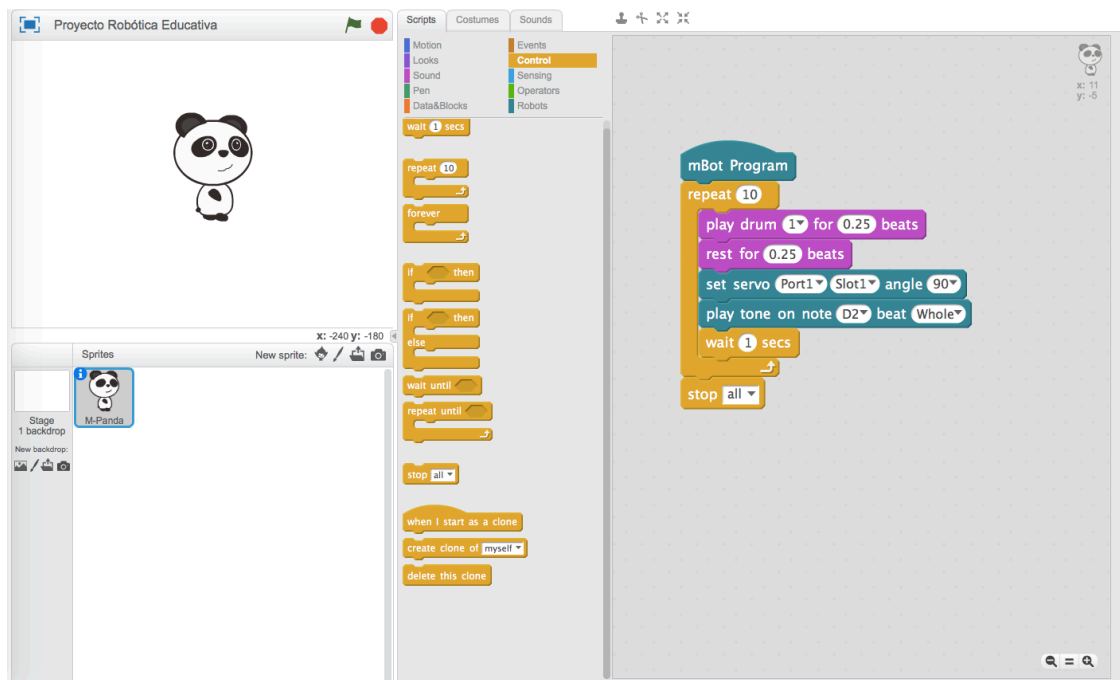 Proyecto Robótica Educativa
x: -240 y: -180
Sprites
New sprite:
Stage
1 backdrop
New backdrop:
M-Panda
Scripts
Costumes
Sounds
Motion
Looks
Sound
Pen
Data&Blocks
Events
Control
Sensing
Operators
Robots
wait 1 secs
repeat 10
forever
if then
if then
else
wait until
repeat until
stop all
when I start as a clone
create clone of myself
delete this clone
x: 11
y: -5
mBot Program
repeat 10
play drum 1 for 0.25 beats
rest for 0.25 beats
set servo Port1 Slot1 angle 90
play tone on note D2 beat Whole
wait 1 secs
stop all